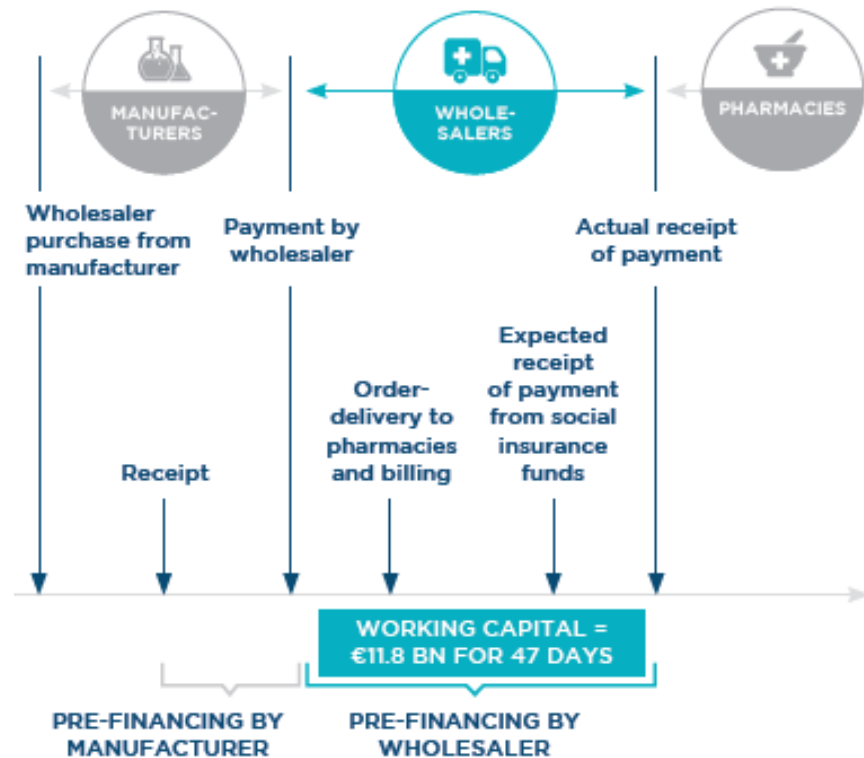 MANUFAC-
TURERS
WHOLE-
SALERS
PHARMACIES
Wholesaler
purchase from
manufacturer
Payment by
wholesaler
Actual receipt
of payment
Receipt
Order-
delivery to
pharmacies
and billing
Expected
receipt
of payment
from social
insurance
funds
WORKING CAPITAL =
€11.8 BN FOR 47 DAYS
PRE-FINANCING BY
MANUFACTURER
PRE-FINANCING BY
WHOLESALER